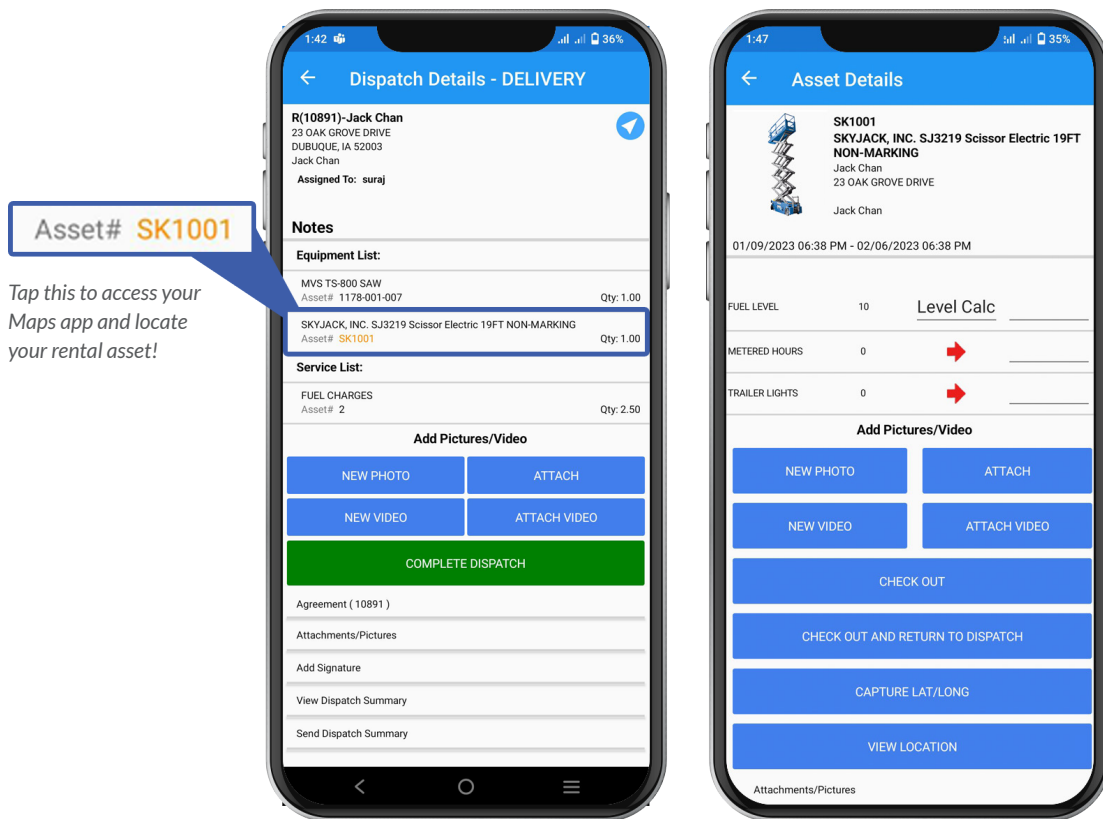 Asset# SK1001
Tap this to access your
Maps app and locate
your rental asset!
1:42 36%
Dispatch Details - DELIVERY
R(10891)-Jack Chan
23 OAK GROVE DRIVE
DUBUQUE, IA 52003
Jack Chan
Assigned To: suraj
Notes
Equipment List:
MVS TS-800 SAW
Asset# 1178-001-007 Qty: 1.00
SKYJACK, INC. SJ3219 Scissor Electric 19FT NON-MARKING
Asset# SK1001 Qty: 1.00
Service List:
FUEL CHARGES
Asset# 2 Qty: 2.50
Add Pictures/Video
NEW PHOTO ATTACH
NEW VIDEO ATTACH VIDEO
COMPLETE DISPATCH
Agreement ( 10891 )
Attachments/Pictures
Add Signature
View Dispatch Summary
Send Dispatch Summary
1:47 35%
Asset Details
SK1001
SKYJACK, INC. SJ3219 Scissor Electric 19FT
NON-MARKING
Jack Chan
23 OAK GROVE DRIVE
Jack Chan
01/09/2023 06:38 PM - 02/06/2023 06:38 PM
FUEL LEVEL 10 Level Calc
METERED HOURS 0
TRAILER LIGHTS 0
Add Pictures/Video
NEW PHOTO ATTACH
NEW VIDEO ATTACH VIDEO
CHECK OUT
CHECK OUT AND RETURN TO DISPATCH
CAPTURE LAT/LONG
VIEW LOCATION
Attachments/Pictures